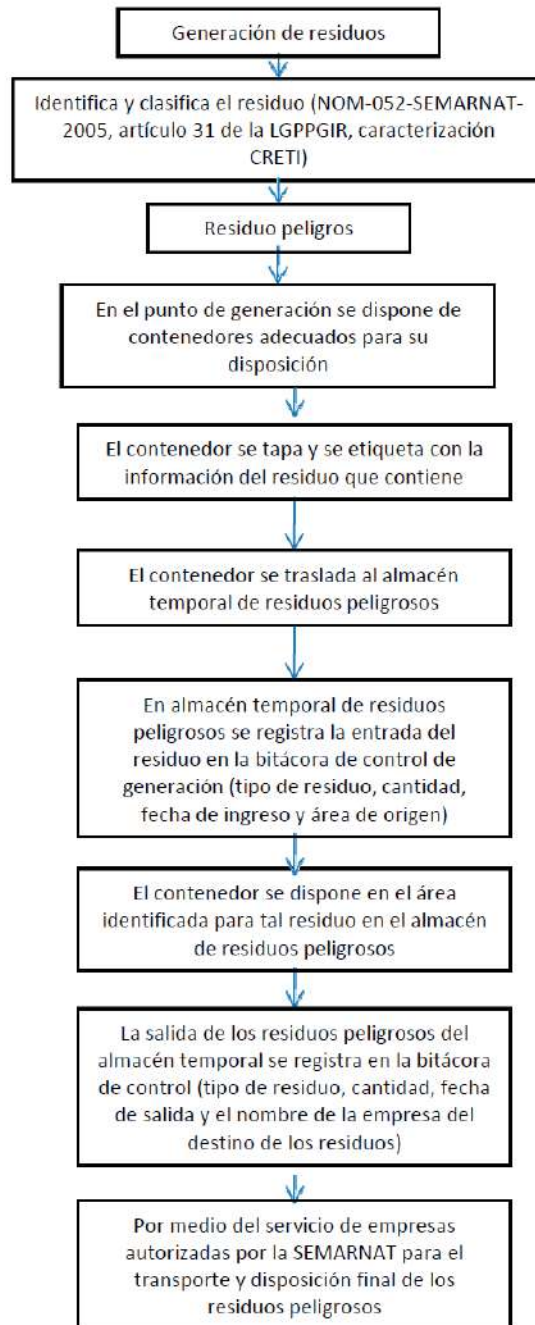 Generación de residuos
Identifica y clasifica el residuo (NOM-052-SEMARNAT-
2005, artículo 31 de la LGPPGIR, caracterización
CRETI)
Residuo peligros
En el punto de generación se dispone de
contenedores adecuados para su
disposición
El contenedor se tapa y se etiqueta con la
información del residuo que contiene
El contenedor se traslada al almacén
temporal de residuos peligrosos
En almacén temporal de residuos
peligrosos se registra la entrada del
residuo en la bitácora de control de
generación (tipo de residuo, cantidad,
fecha de ingreso y área de origen)
El contenedor se dispone en el área
identificada para tal residuo en el almacén
de residuos peligrosos
La salida de los residuos peligrosos del
almacén temporal se registra en la bitácora
de control (tipo de residuo, cantidad, fecha
de salida y el nombre de la empresa del
destino de los residuos)
Por medio del servicio de empresas
autorizadas por la SEMARNAT para el
transporte y disposición final de los
residuos peligrosos